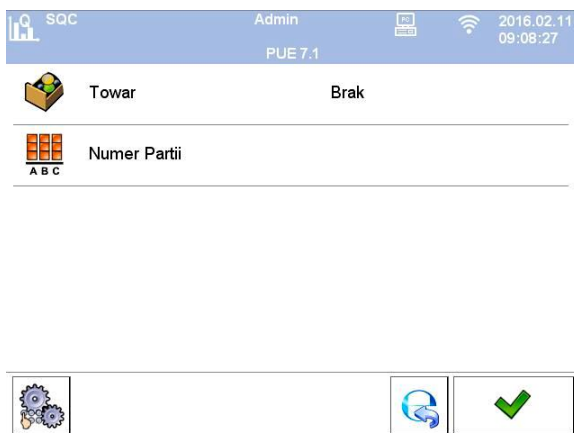 SQC Admin PC 2016.02.11
09:08:27
PUE 7.1
Towar Brak
Numer Partii
A B C